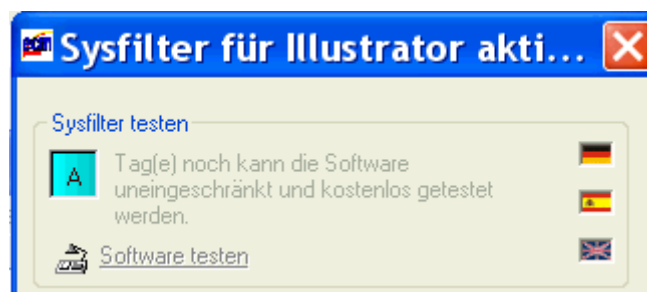 Sysfilter für Illustrator akti...
Sysfilter testen
A
Tag(e) noch kann die Software
uneingeschränkt und kostenlos getestet
werden.
Software testen